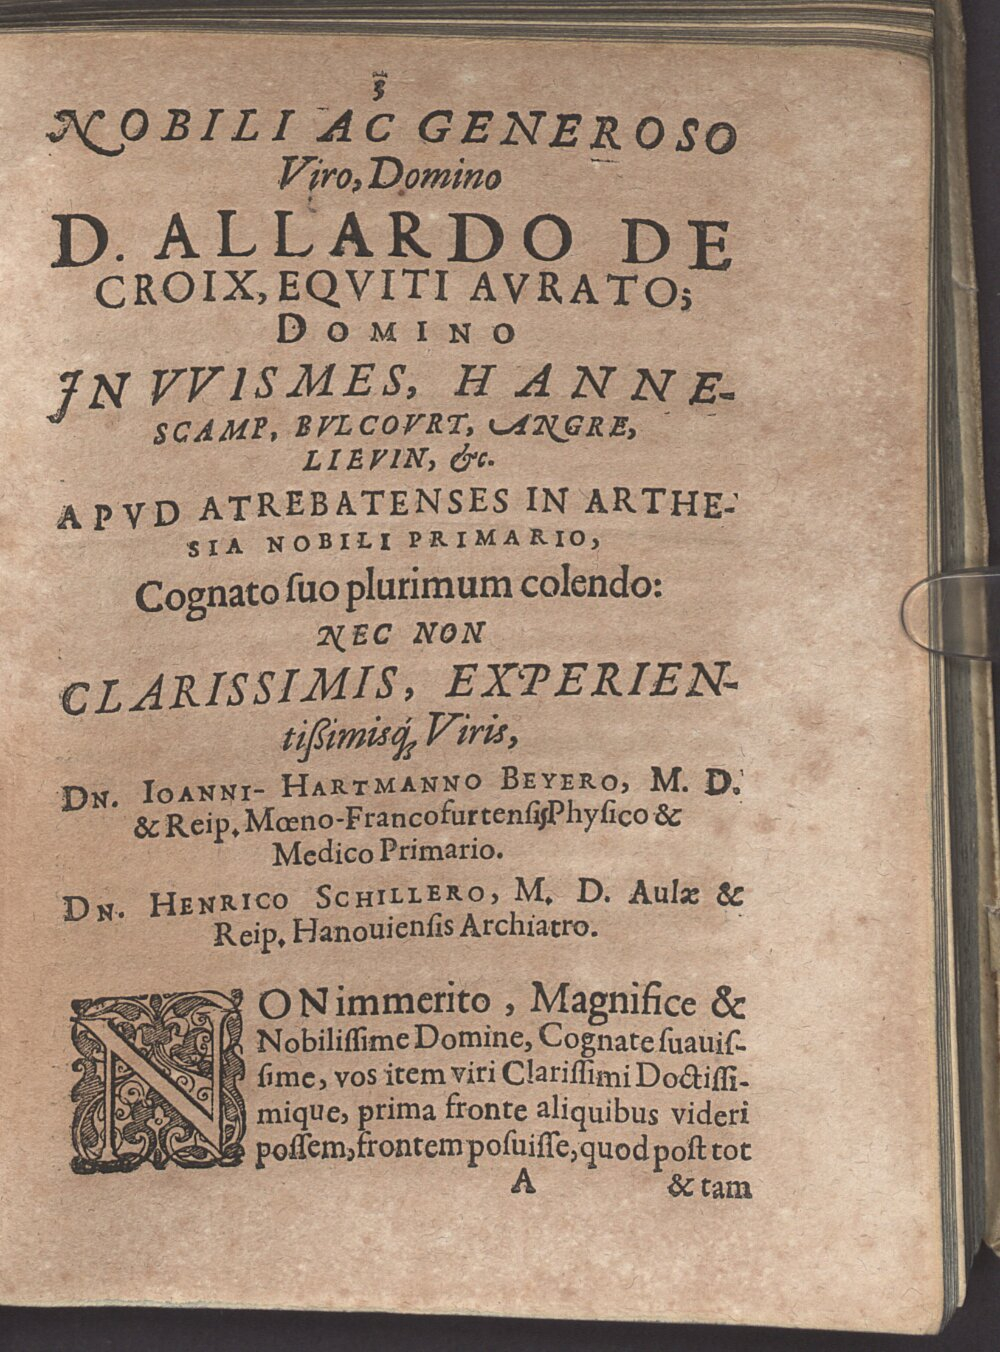 3
NOBILI AC GENEROSO
Viro, Domino
D. ALLARDO DE
CROIX, EQVITI AVRATO;
DOMINO
IN VVISMES, HANNE-
SCAMP, BVLCOVRT, ANGRE,
LIEVIN, &c.
APVD ATREBATENSES IN ARTHE-
SIA NOBILI PRIMARIO,
Cognato ſuo plurimum colendo:
NEC NON
CLARISSIMIS, EXPERIEN-
tißimisq́; Viris,
DN. IOANNI- HARTMANNO BEYERO, M. D.
& Reip. Mœno-Francofurtenſis Phyſico &
Medico Primario.
DN. HENRICO SCHILLERO, M. D. Aulæ &
Reip. Hanouienſis Archiatro.
NON immerito, Magnifice &
Nobiliſſime Domine, Cognate ſuauiſ-
ſime, vos item viri Clariſſimi Doctiſſi-
mique, prima fronte aliquibus videri
poſſem, frontem poſuiſſe, quod poſt tot
A & tam